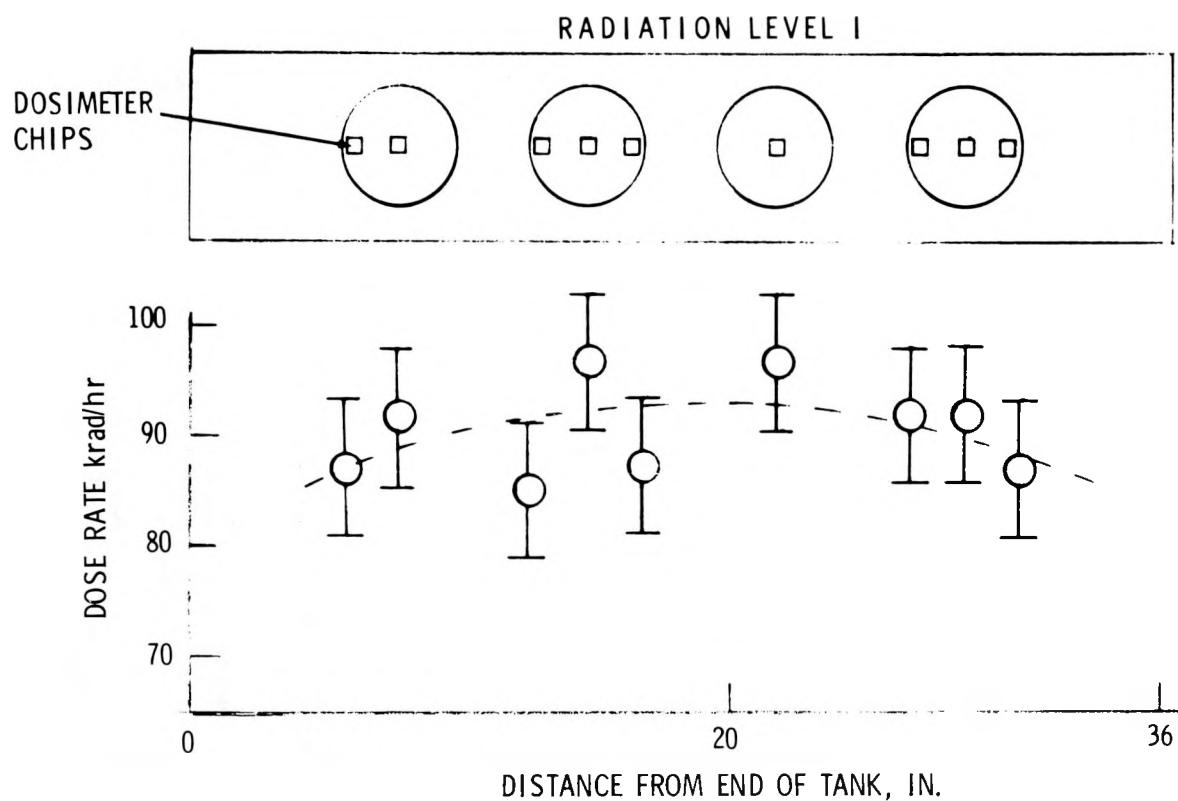 RADIATION LEVEL I
DOSIMETER
CHIPS
DOSE RATE krad/hr
100
90
80
70
0
20
36
DISTANCE FROM END OF TANK, IN.